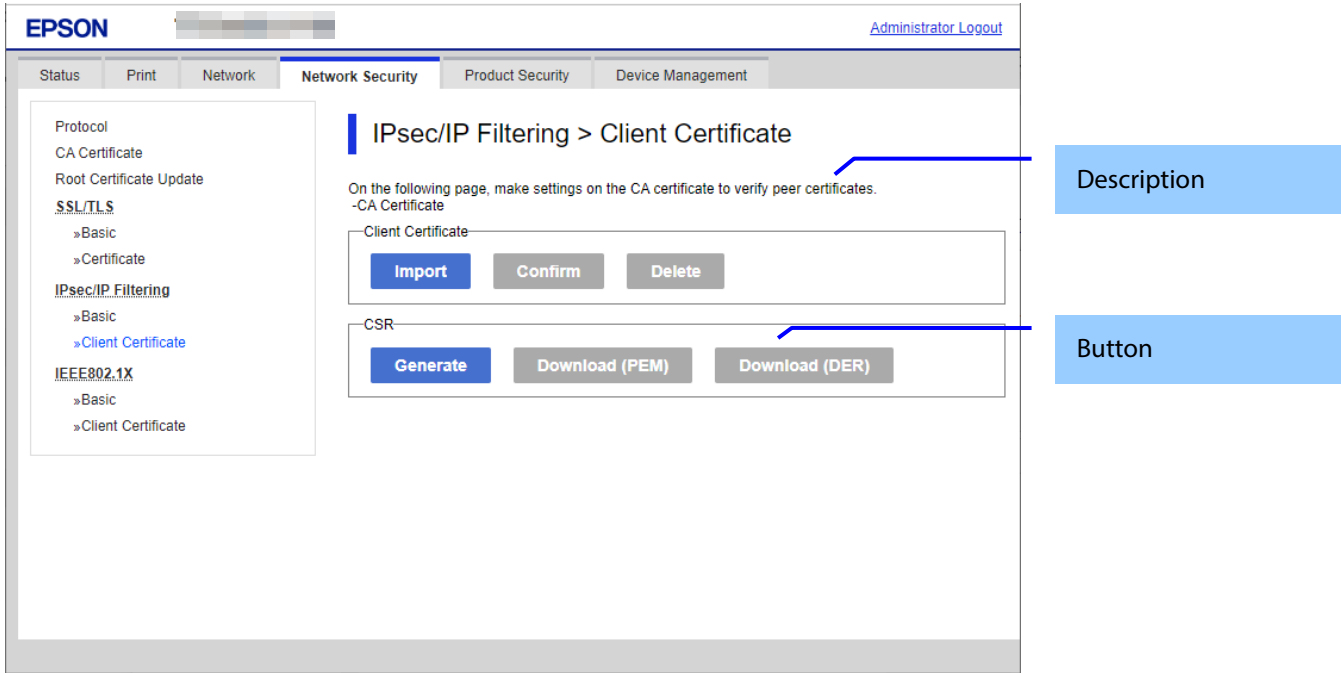 EPSON
Administrator Logout
Status Print Network Network Security Product Security Device Management
Protocol
CA Certificate
Root Certificate Update
SSL/TLS
»Basic
»Certificate
IPsec/IP Filtering
»Basic
»Client Certificate
IEEE802.1X
»Basic
»Client Certificate
IPsec/IP Filtering > Client Certificate
On the following page, make settings on the CA certificate to verify peer certificates.
-CA Certificate
Client Certificate
Import Confirm Delete
CSR
Generate Download (PEM) Download (DER)
Description
Button